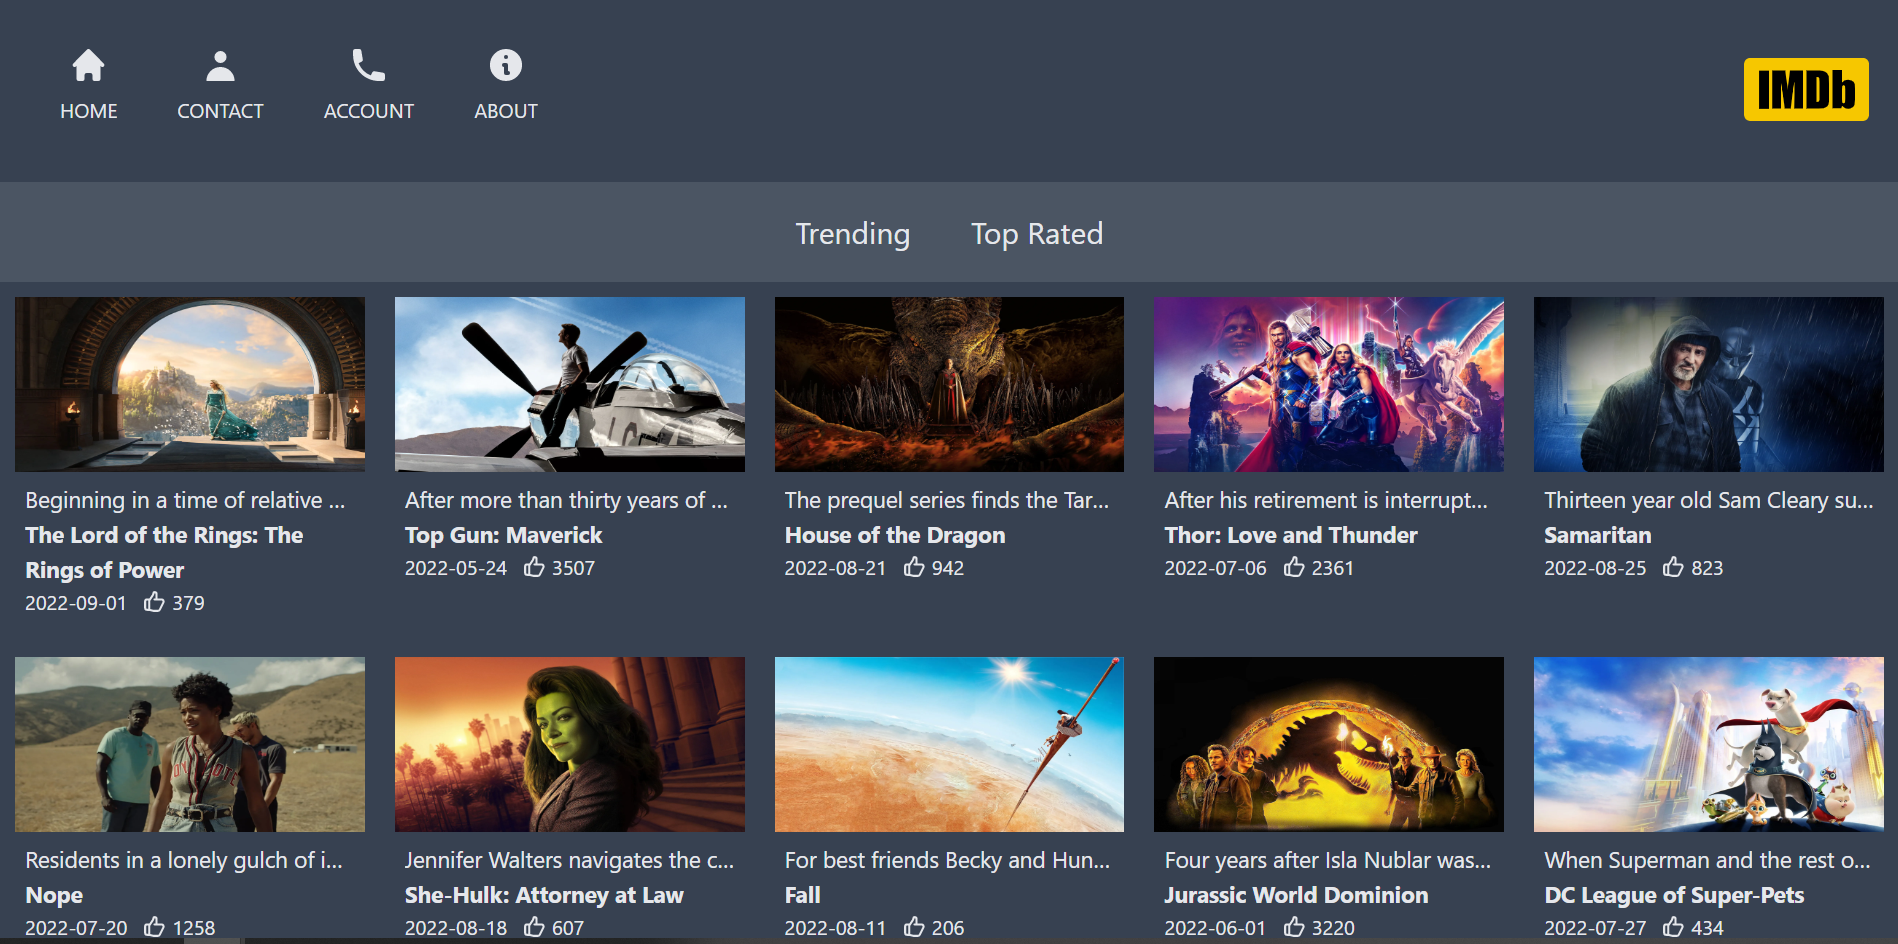 HOME
CONTACT
ACCOUNT
ABOUT
IMDb
Trending
Top Rated
Beginning in a time of relative ...
The Lord of the Rings: The
Rings of Power
2022-09-01 379
After more than thirty years of ...
Top Gun: Maverick
2022-05-24 3507
The prequel series finds the Tar...
House of the Dragon
2022-08-21 942
After his retirement is interrupt...
Thor: Love and Thunder
2022-07-06 2361
Thirteen year old Sam Cleary su...
Samaritan
2022-08-25 823
Residents in a lonely gulch of i...
Nope
2022-07-20 1258
Jennifer Walters navigates the c...
She-Hulk: Attorney at Law
2022-08-18 607
For best friends Becky and Hun...
Fall
2022-08-11 206
Four years after Isla Nublar was...
Jurassic World Dominion
2022-06-01 3220
When Superman and the rest o...
DC League of Super-Pets
2022-07-27 434